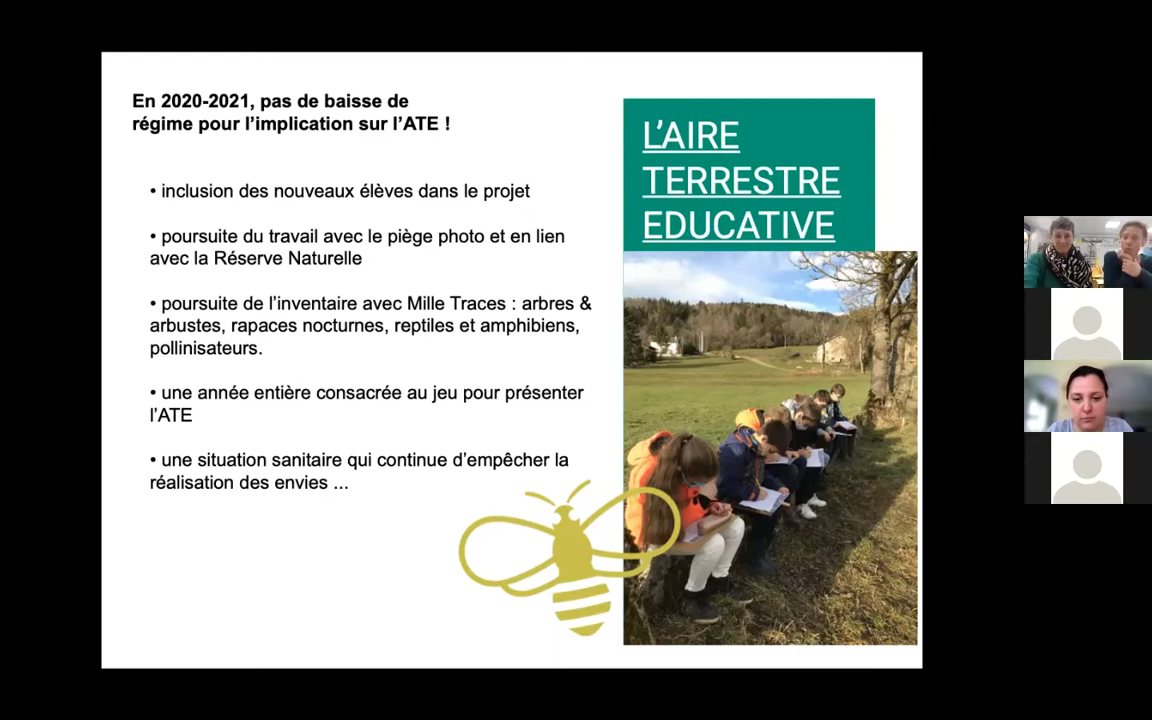 En 2020-2021, pas de baisse de
régime pour l’implication sur l’ATE !
• inclusion des nouveaux élèves dans le projet
• poursuite du travail avec le piège photo et en lien
avec la Réserve Naturelle
• poursuite de l’inventaire avec Mille Traces : arbres &
arbustes, rapaces nocturnes, reptiles et amphibiens,
pollinisateurs.
• une année entière consacrée au jeu pour présenter
l’ATE
• une situation sanitaire qui continue d’empêcher la
réalisation des envies ...
L’AIRE
TERRESTRE
EDUCATIVE